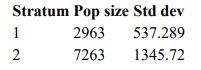 Stratum Pop size Std dev
1 2963 537.289
2 7263 1345.72